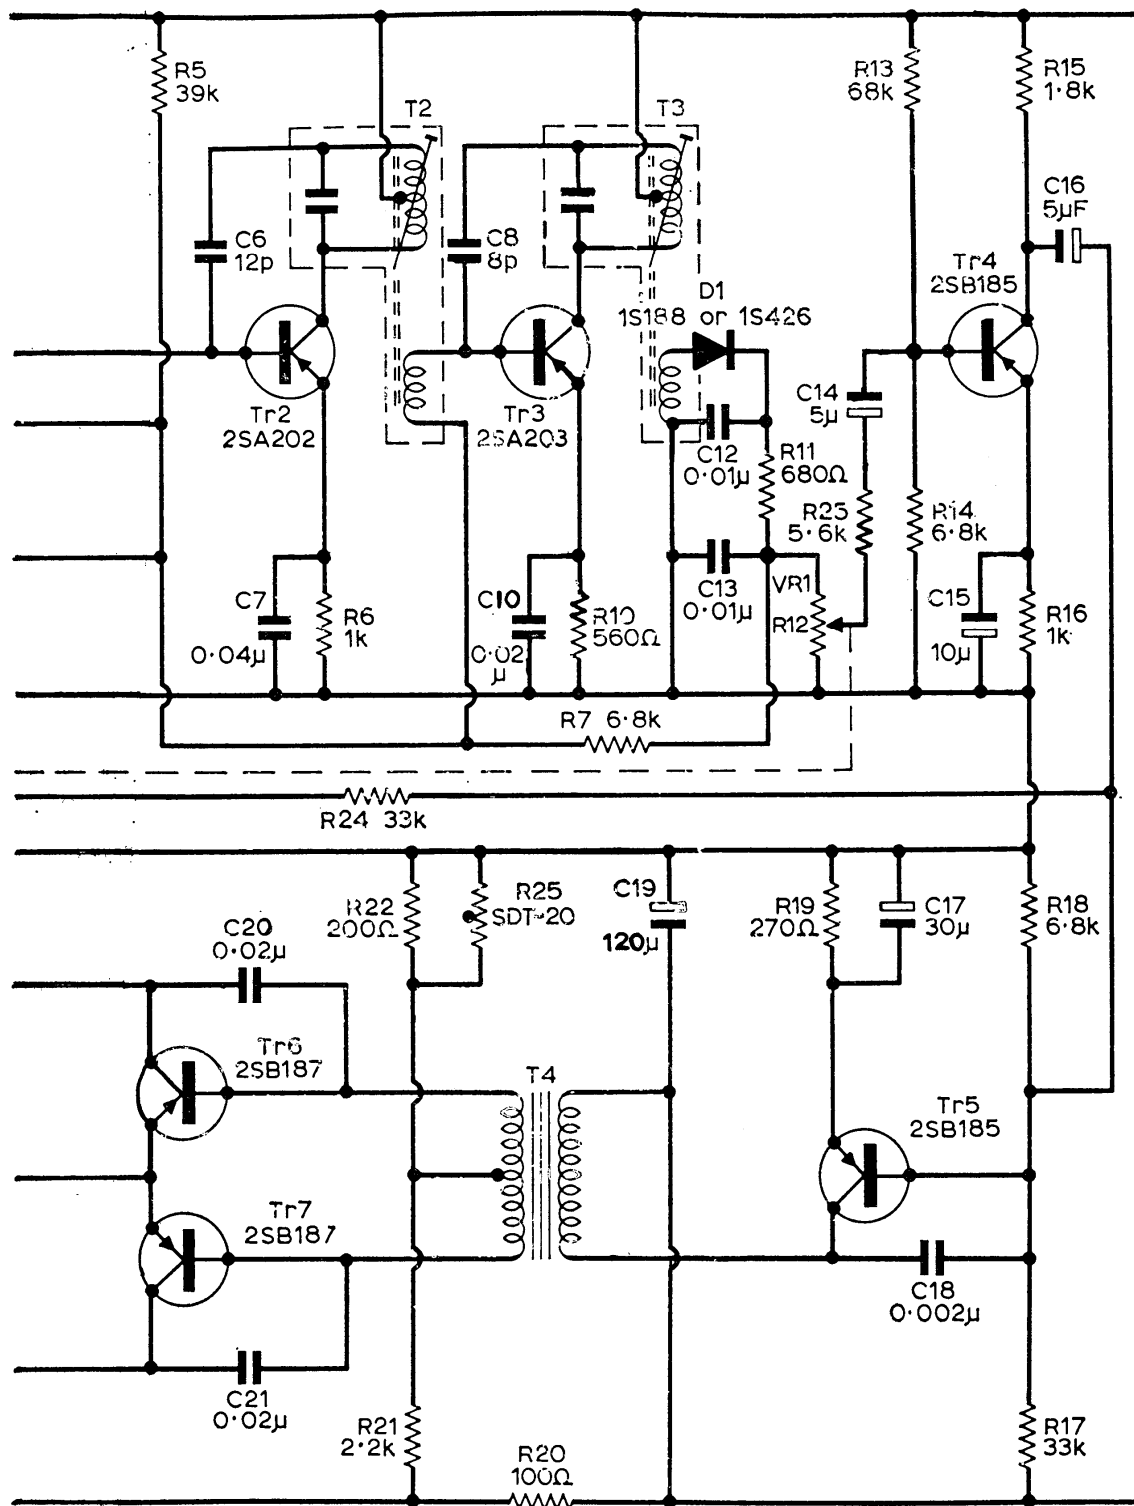 R5
39k
T2
T3
R13
68k
R15
1·8k
C16
5µF
C6
12p
C8
8p
D1
1S188 or 1S426
Tr4
2SB185
Tr2
2SA202
Tr3
2SA203
C14
5µ
C12
0·01µ
R11
680Ω
R23
5·6k
R14
6·8k
C7
0·04µ
R6
1k
C10
0·02
µ
R10
560Ω
C13
0·01µ
VR1
R12
C15
10µ
R16
1k
R7 6·8k
R24 33k
R22
200Ω
R25
SDT-20
C19
120µ
R19
270Ω
C17
30µ
R18
6·8k
C20
0·02µ
Tr6
2SB187
T4
Tr5
2SB185
Tr7
2SB187
C18
0·002µ
C21
0·02µ
R21
2·2k
R20
100Ω
R17
33k